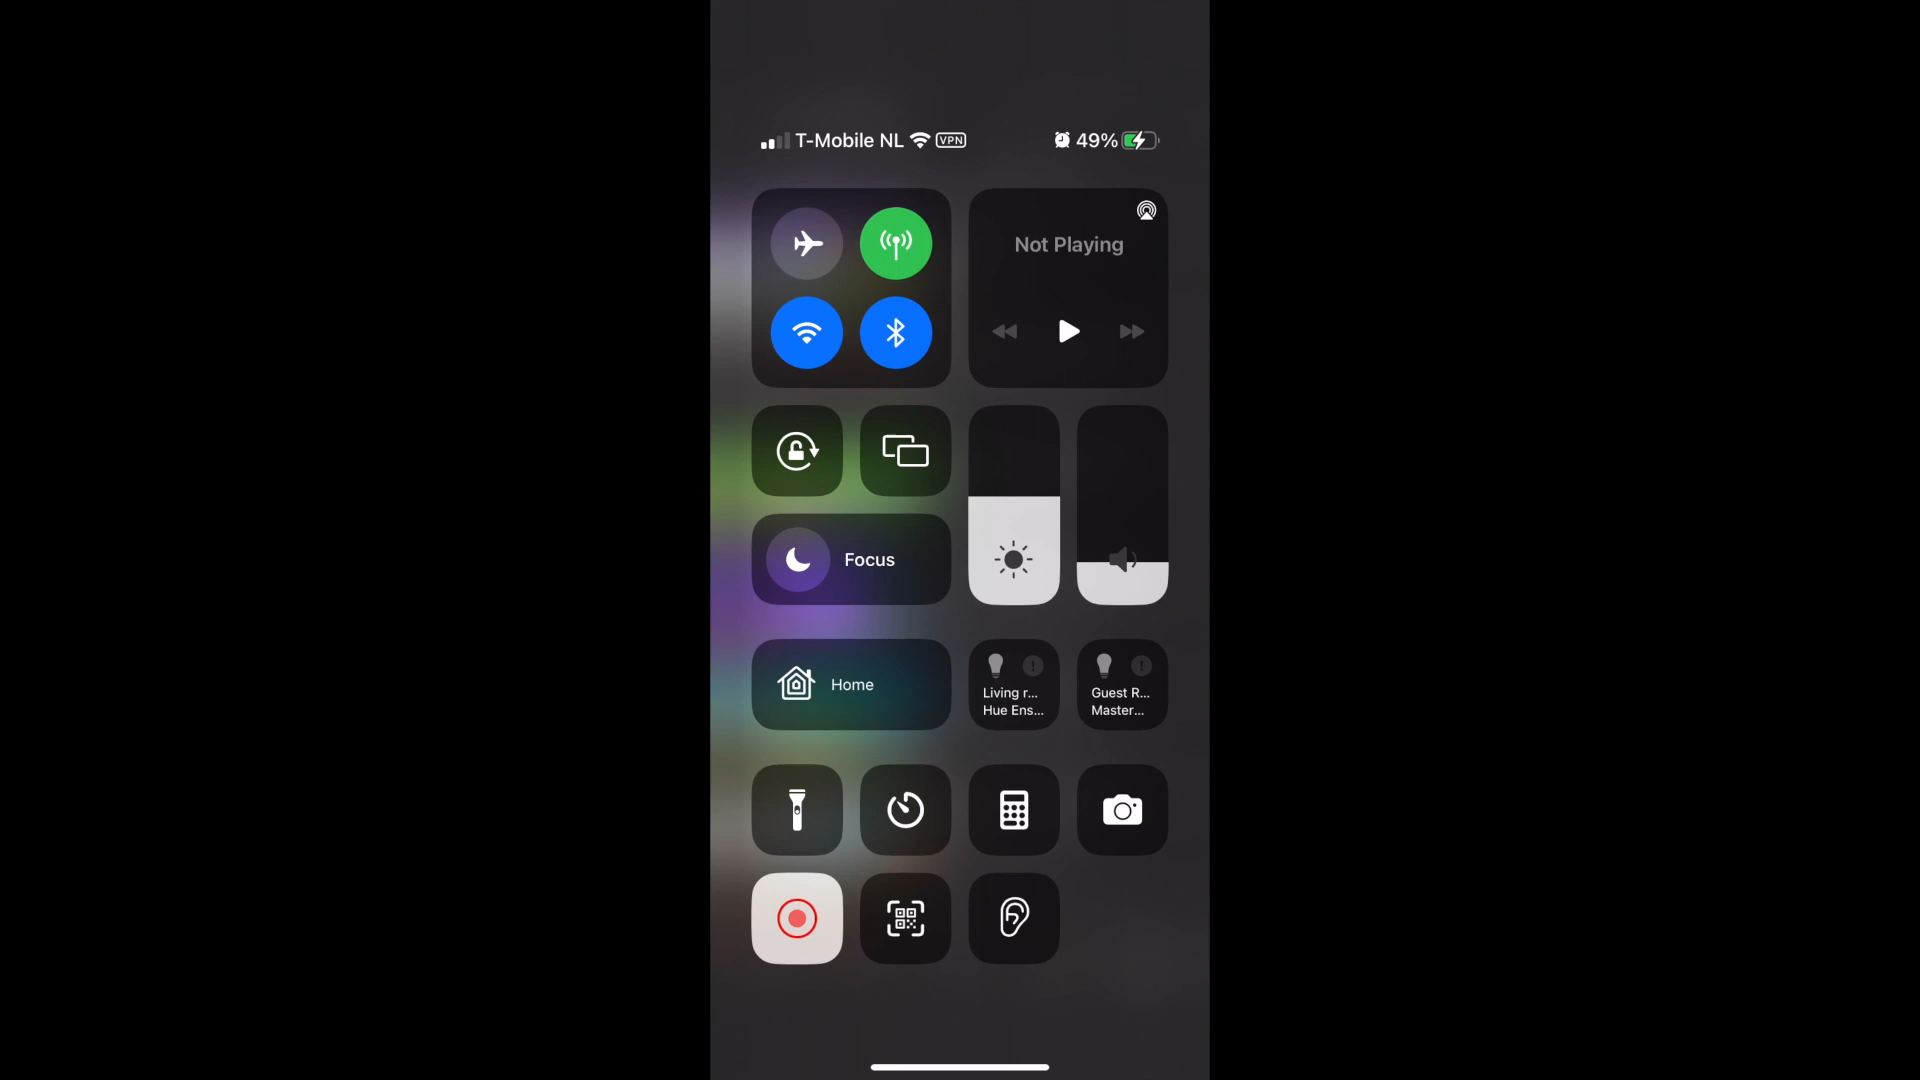 T-Mobile NL VPN 49%
Not Playing
Focus
Home
Living r...
Hue Ens...
Guest R...
Master...